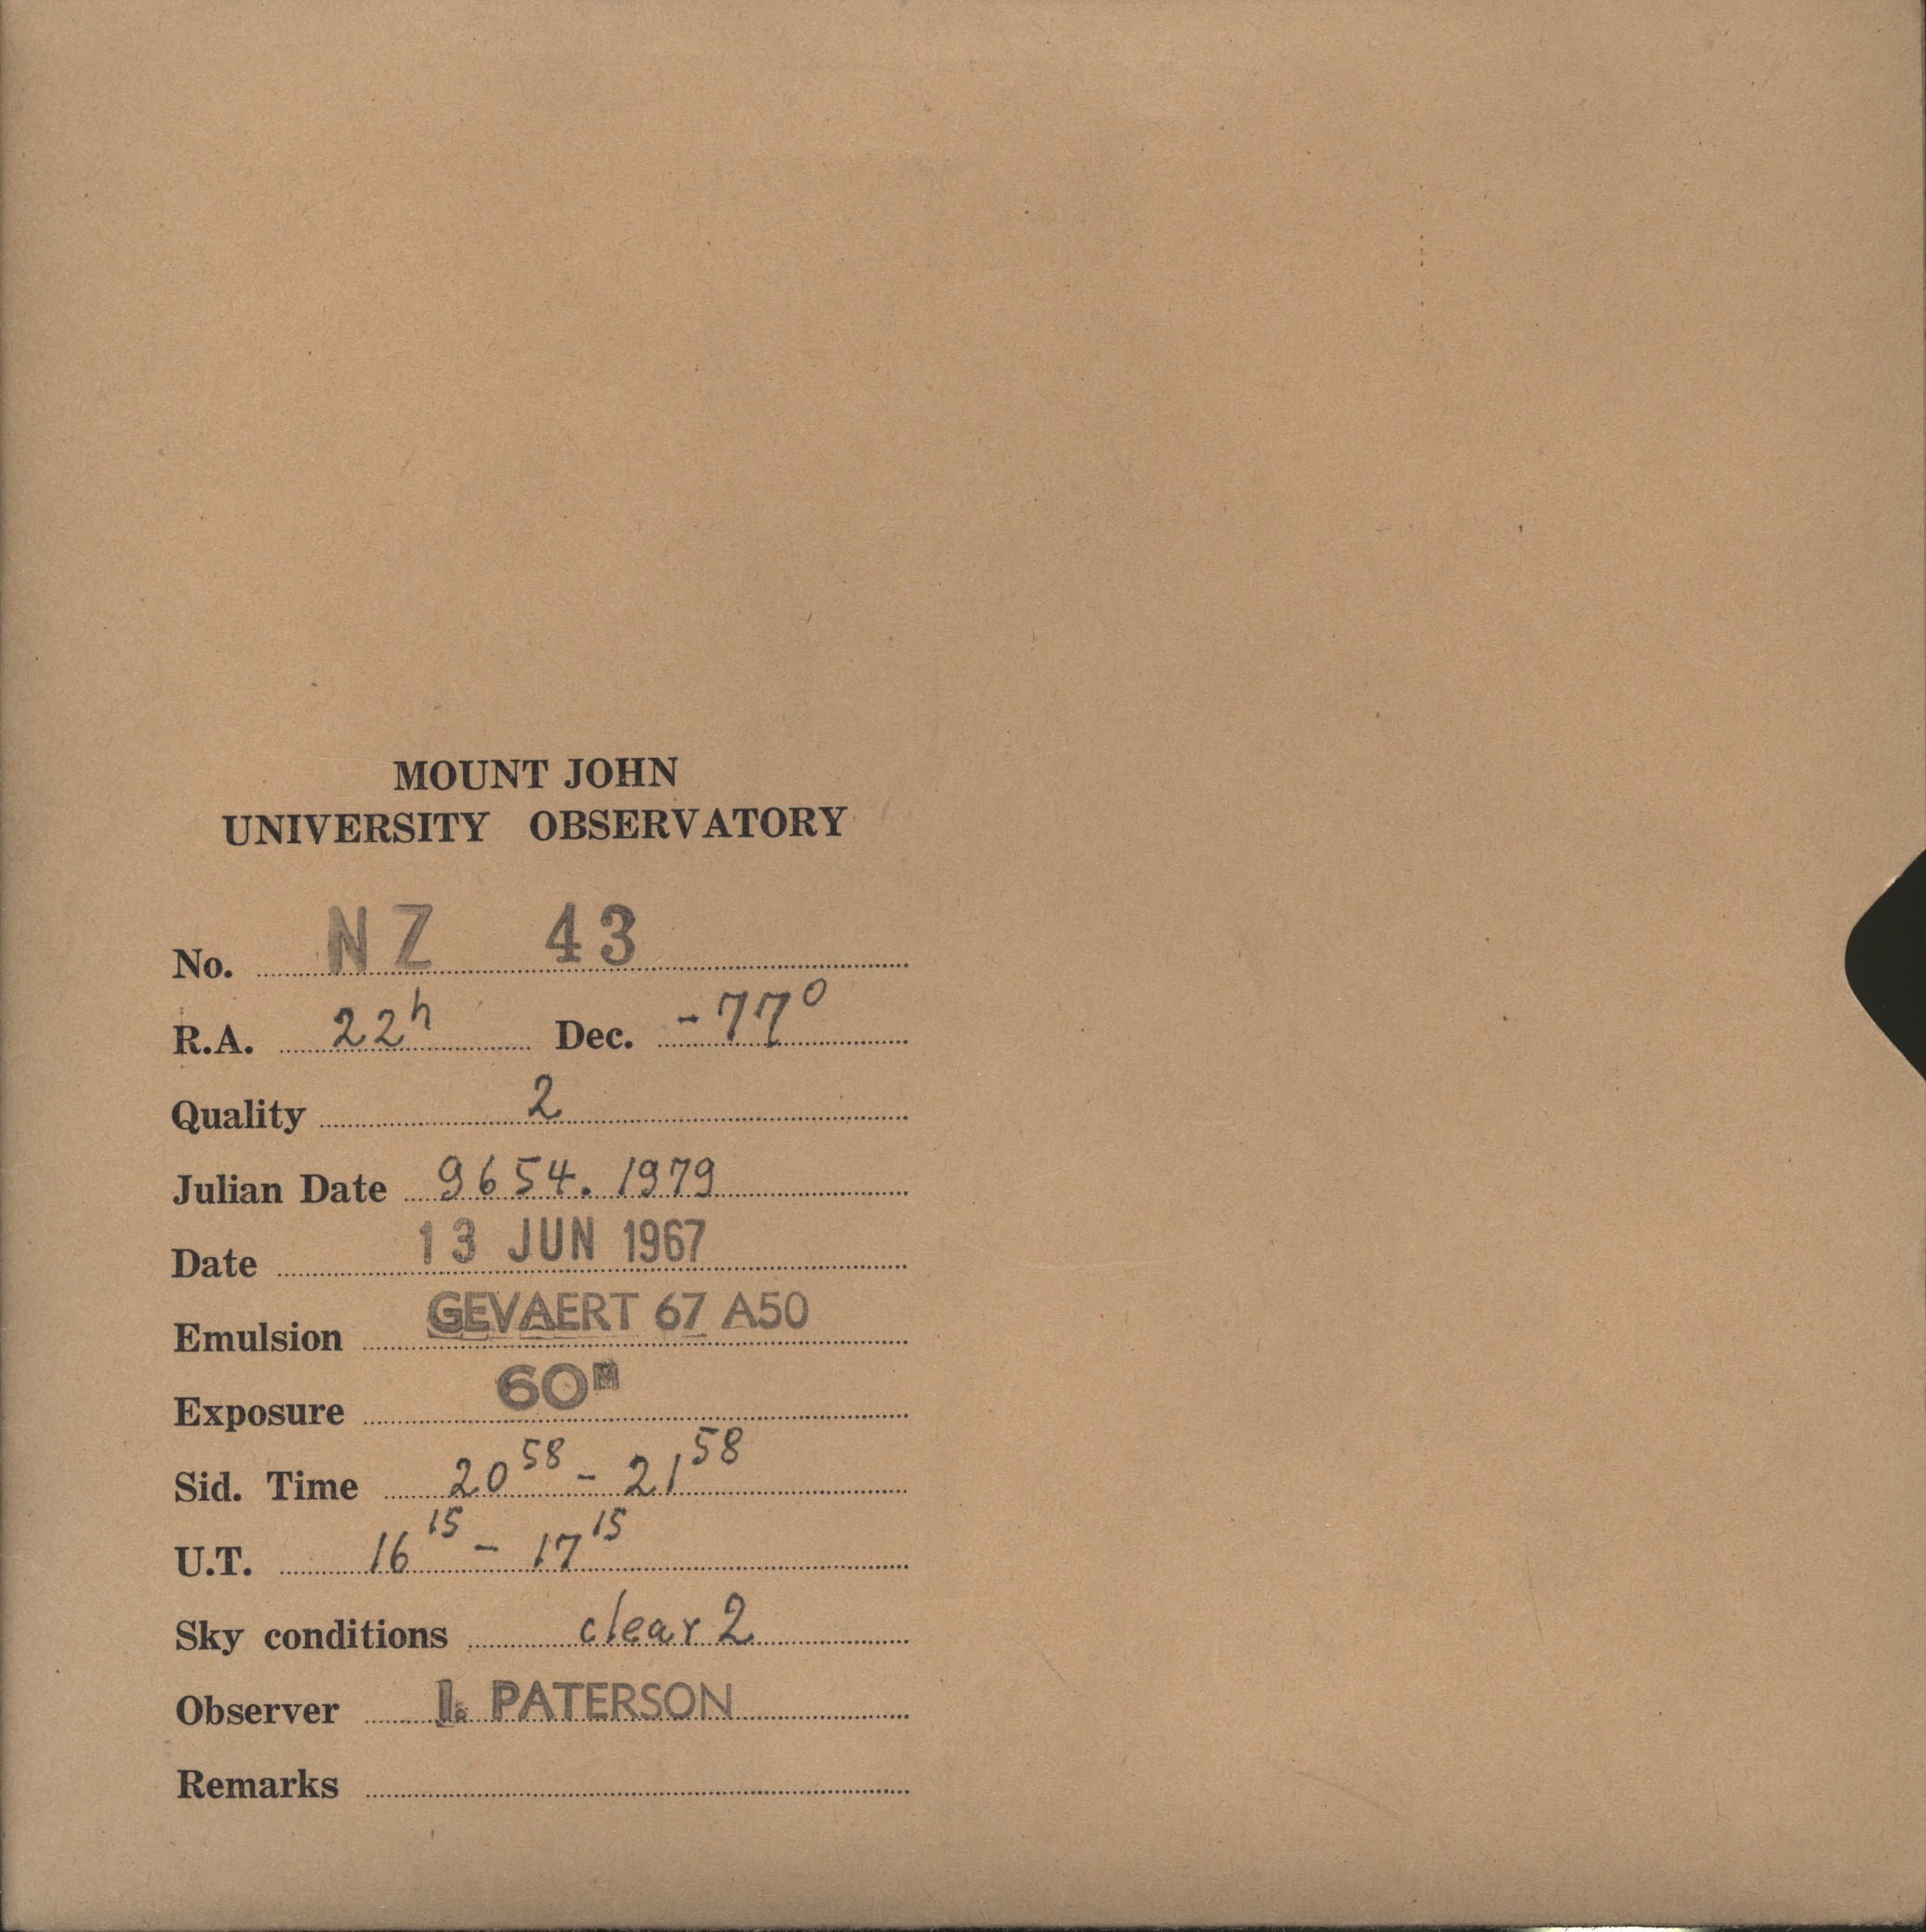 MOUNT JOHN
UNIVERSITY OBSERVATORY
No. NZ 43
R.A. 22h Dec. -77°
Quality 2
Julian Date 9654.1979
Date 13 JUN 1967
Emulsion GEVAERT 67 A50
Exposure 60M
Sid. Time 20 58 - 21 58
U.T. 16 15 - 17 15
Sky conditions clear 2
Observer I. PATERSON
Remarks